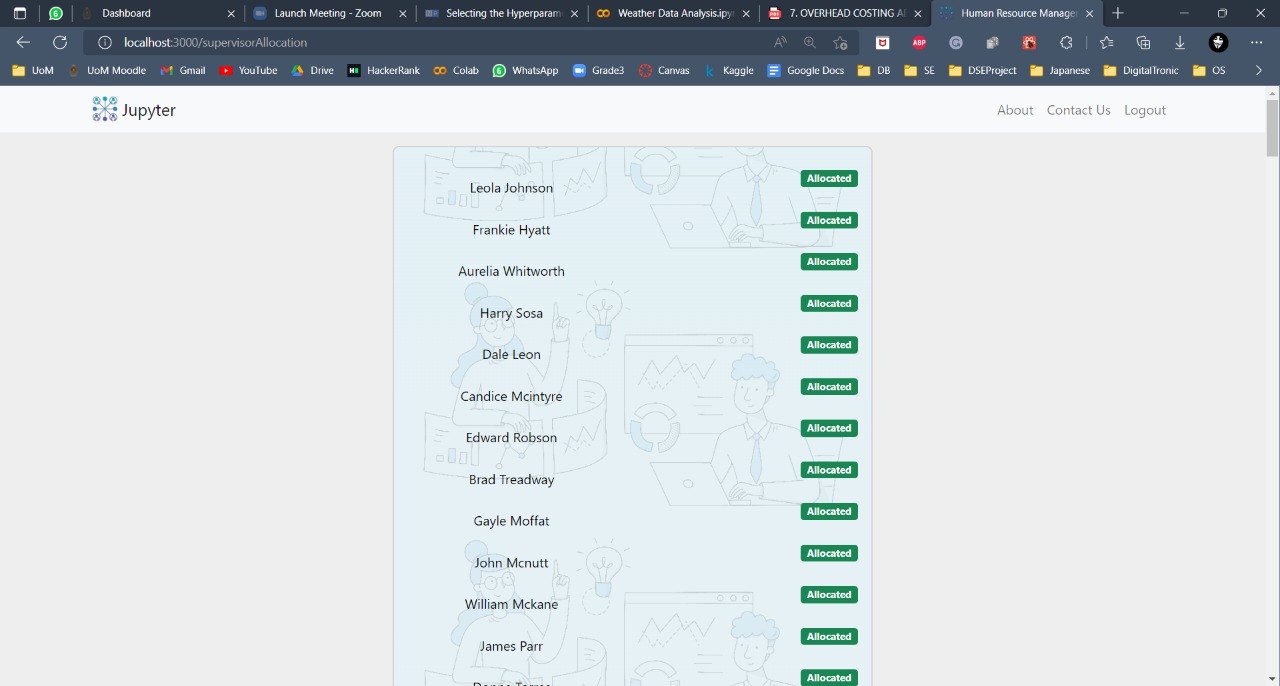 Dashboard
Launch Meeting - Zoom
Selecting the Hyperparam
Weather Data Analysis.ipy
7. OVERHEAD COSTING A
Human Resource Manage
localhost:3000/supervisorAllocation
UoM
UoM Moodle
Gmail
YouTube
Drive
HackerRank
Colab
WhatsApp
Grade3
Canvas
Kaggle
Google Docs
DB
SE
DSEProject
Japanese
DigitalTronic
OS
Jupyter
About
Contact Us
Logout
Leola Johnson Allocated
Frankie Hyatt Allocated
Aurelia Whitworth Allocated
Harry Sosa Allocated
Dale Leon Allocated
Candice Mcintyre Allocated
Edward Robson Allocated
Brad Treadway Allocated
Gayle Moffat Allocated
John Mcnutt Allocated
William Mckane Allocated
James Parr Allocated
Allocated